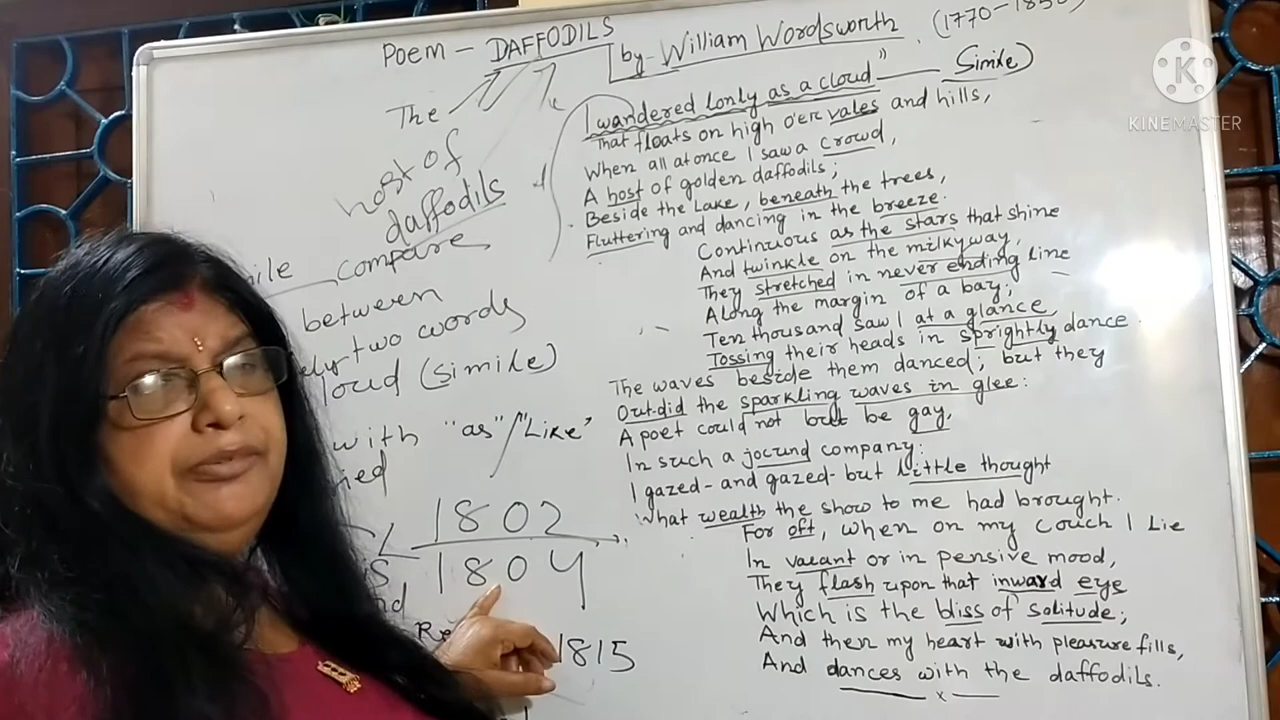 Poem - DAFFODILS
by - William Wordsworth (1770-1850)
The
host of
daffodils
compare
between
two words
(simile)
with "as"/"Like"
1802
1804
1815
I wandered lonly as a cloud" Simile)
That floats on high o'er vales and hills,
When all at once I saw a crowd,
A host of golden daffodils;
Beside the Lake, beneath the trees,
Fluttering and dancing in the breeze.
Continuous as the stars that shine
And twinkle on the milkyway,
They stretched in never ending line
Along the margin of a bay;
Ten thousand saw I at a glance,
Tossing their heads in sprightly dance
The waves beside them danced; but they
Out-did the sparkling waves in glee:
A poet could not but be gay,
In such a jocund company:
I gazed - and gazed - but little thought
What wealth the show to me had brought.
For oft, when on my couch I Lie
In vacant or in pensive mood,
They flash upon that inward eye
Which is the bliss of solitude;
And then my heart with pleasure fills,
And dances with the daffodils.
x
K
KINEMASTER